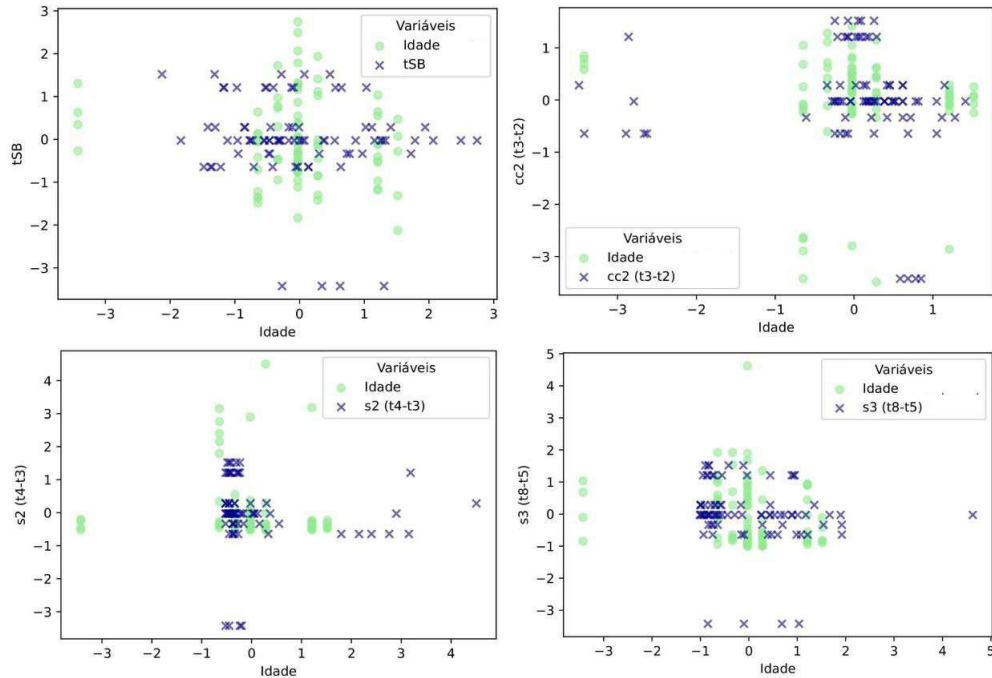 3
2
1
0
−1
−2
−3
tSB
Variáveis
Idade
tSB
−3
−2
−1
0
1
2
3
Idade
1
0
−1
−2
−3
cc2 (t3-t2)
Variáveis
Idade
cc2 (t3-t2)
−3
−2
−1
0
1
Idade
4
3
2
1
0
−1
−2
−3
s2 (t4-t3)
Variáveis
Idade
s2 (t4-t3)
−3
−2
−1
0
1
2
3
4
Idade
5
4
3
2
1
0
−1
−2
−3
s3 (t8-t5)
Variáveis
Idade
s3 (t8-t5)
−3
−2
−1
0
1
2
3
4
5
Idade